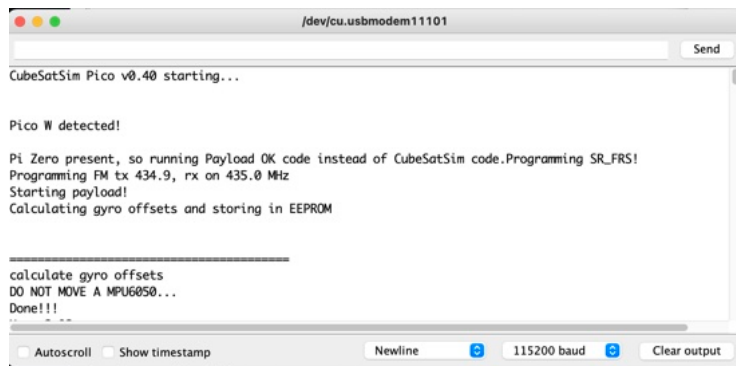 /dev/cu.usbmodem11101
Send
CubeSatSim Pico v0.40 starting...
Pico W detected!
Pi Zero present, so running Payload OK code instead of CubeSatSim code.Programming SR_FRS!
Programming FM tx 434.9, rx on 435.0 MHz
Starting payload!
Calculating gyro offsets and storing in EEPROM
========================================
calculate gyro offsets
DO NOT MOVE A MPU6050...
Done!!!
Autoscroll Show timestamp Newline 115200 baud Clear output